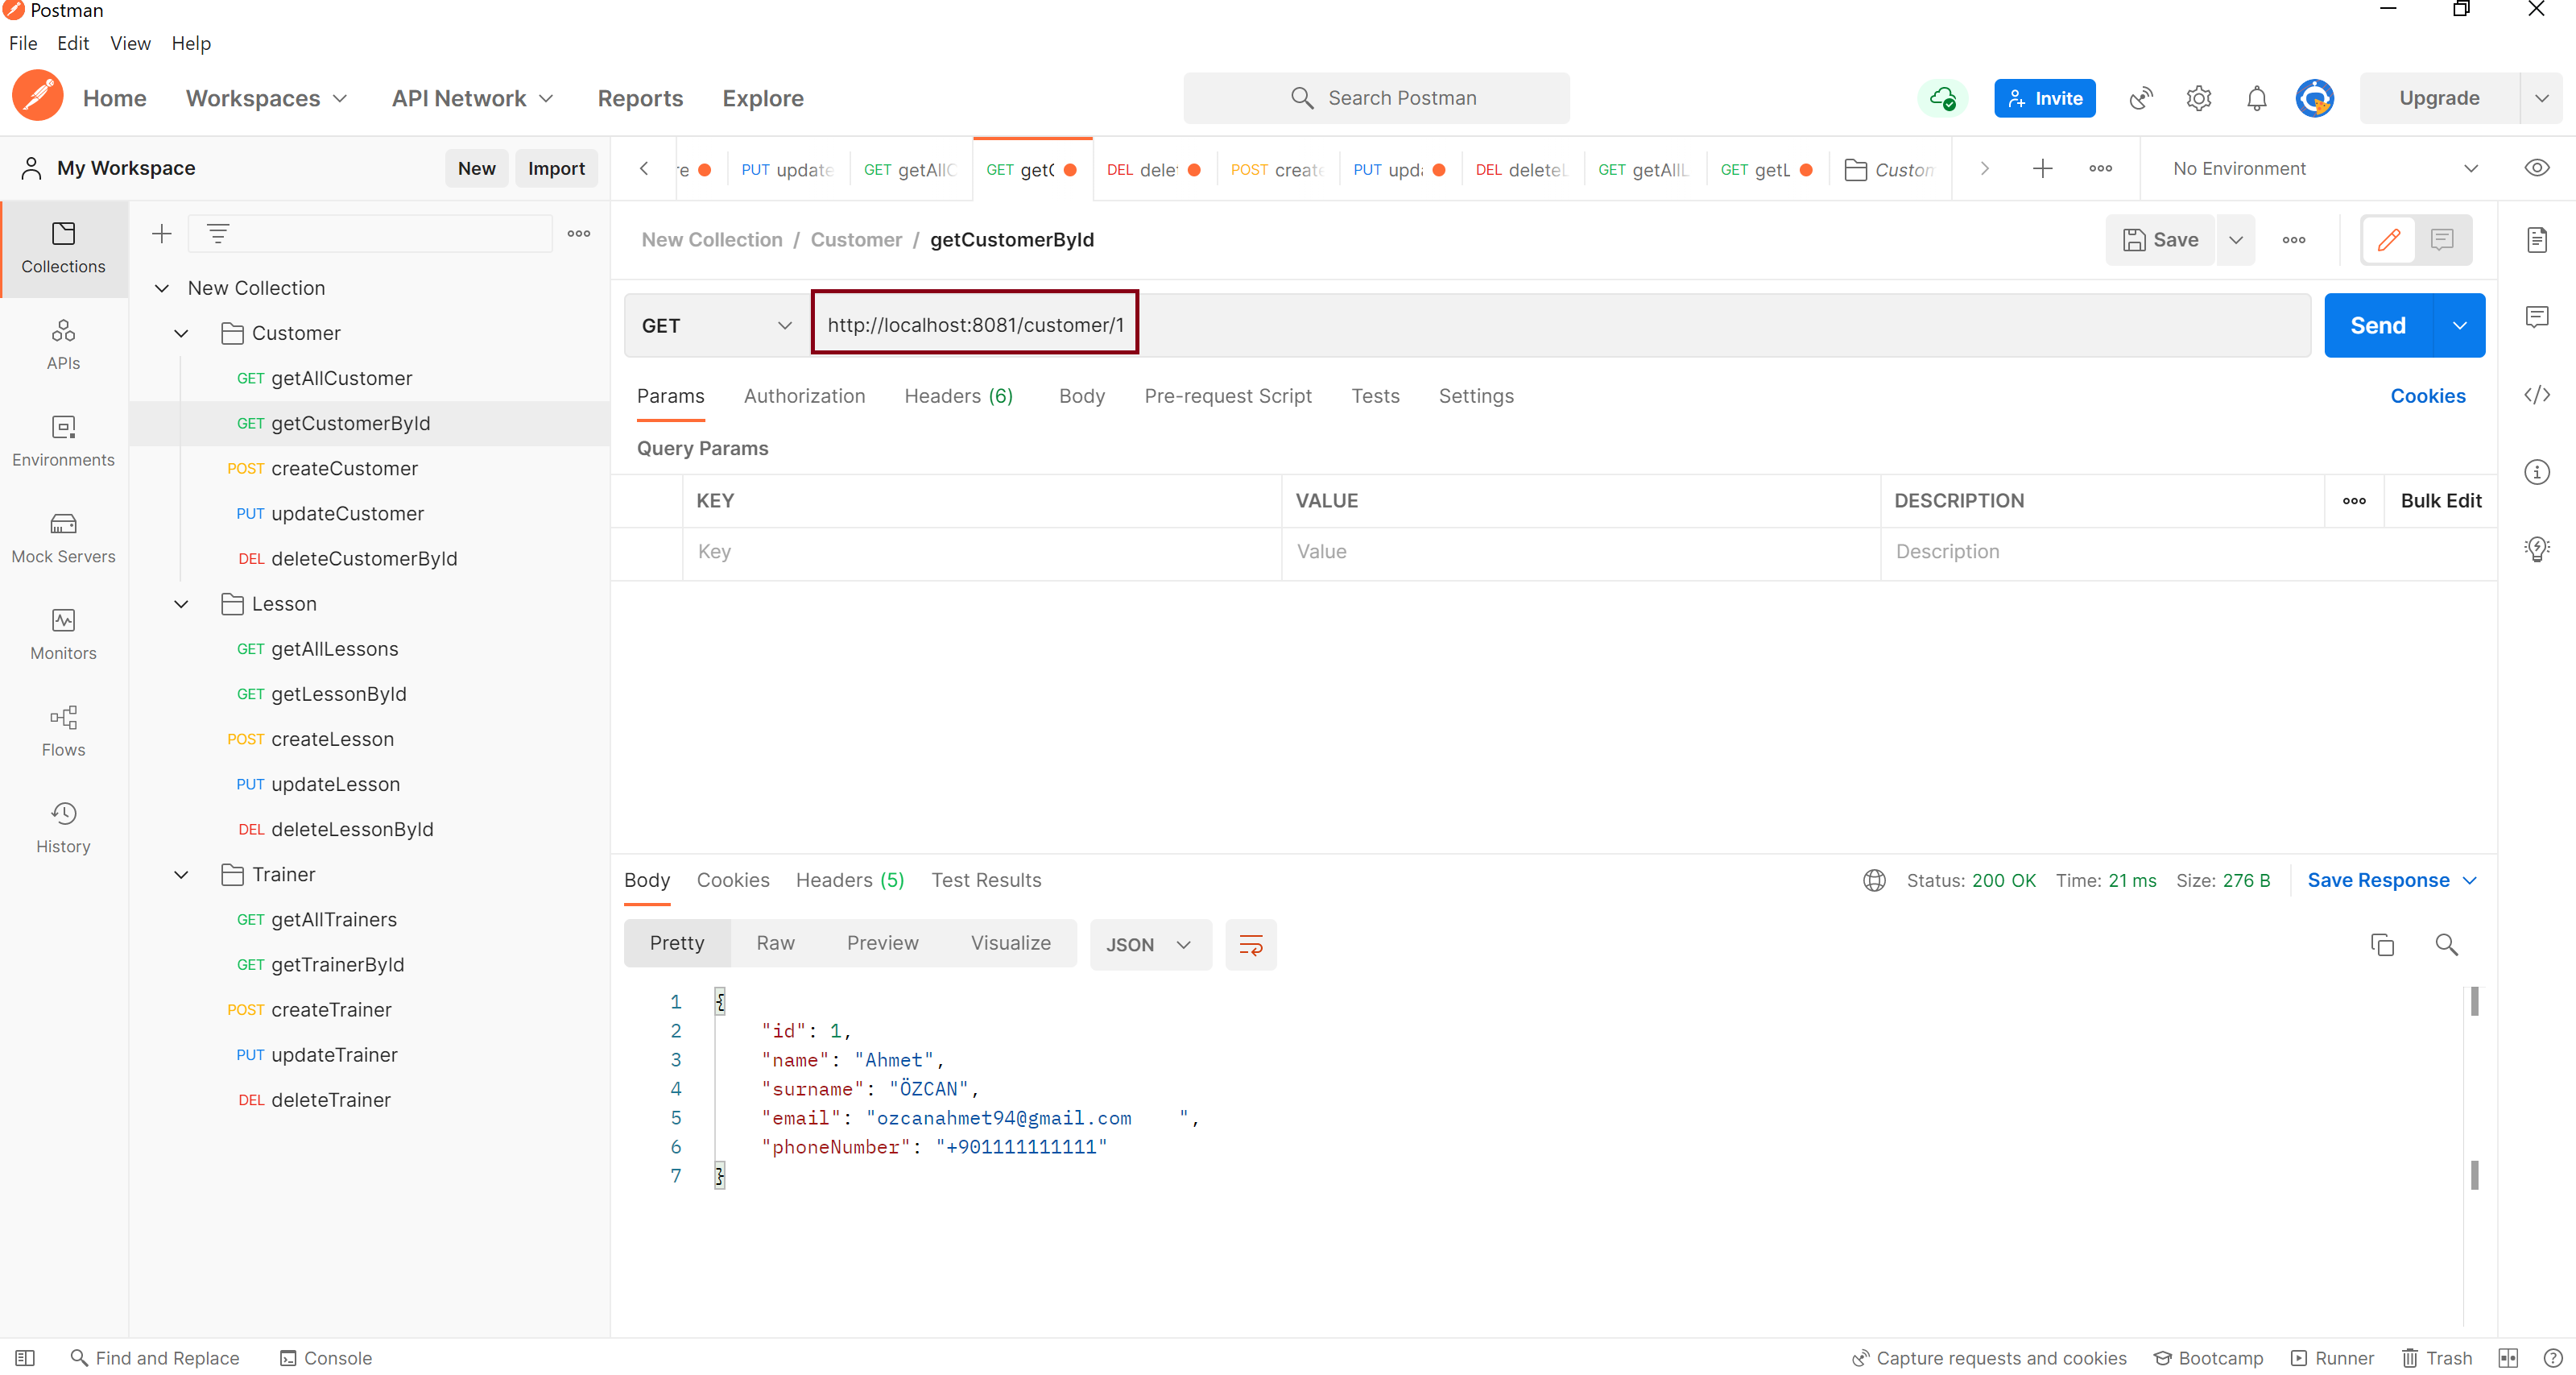 Postman
File Edit View Help
Home Workspaces API Network Reports Explore Search Postman Invite Upgrade
My Workspace New Import
re PUT update GET getAllC GET getC DEL dele POST create PUT upd DEL deleteL GET getAllL GET getL Custom No Environment
Collections
APIs
Environments
Mock Servers
Monitors
Flows
History
New Collection
Customer
GET getAllCustomer
GET getCustomerById
POST createCustomer
PUT updateCustomer
DEL deleteCustomerById
Lesson
GET getAllLessons
GET getLessonById
POST createLesson
PUT updateLesson
DEL deleteLessonById
Trainer
GET getAllTrainers
GET getTrainerById
POST createTrainer
PUT updateTrainer
DEL deleteTrainer
New Collection / Customer / getCustomerById Save
GET http://localhost:8081/customer/1 Send
Params Authorization Headers (6) Body Pre-request Script Tests Settings Cookies
Query Params
KEY VALUE DESCRIPTION Bulk Edit
Key Value Description
Body Cookies Headers (5) Test Results Status: 200 OK Time: 21 ms Size: 276 B Save Response
Pretty Raw Preview Visualize JSON
1 {
2 "id": 1,
3 "name": "Ahmet",
4 "surname": "ÖZCAN",
5 "email": "ozcanahmet94@gmail.com    ",
6 "phoneNumber": "+901111111111"
7 }
Find and Replace Console Capture requests and cookies Bootcamp Runner Trash